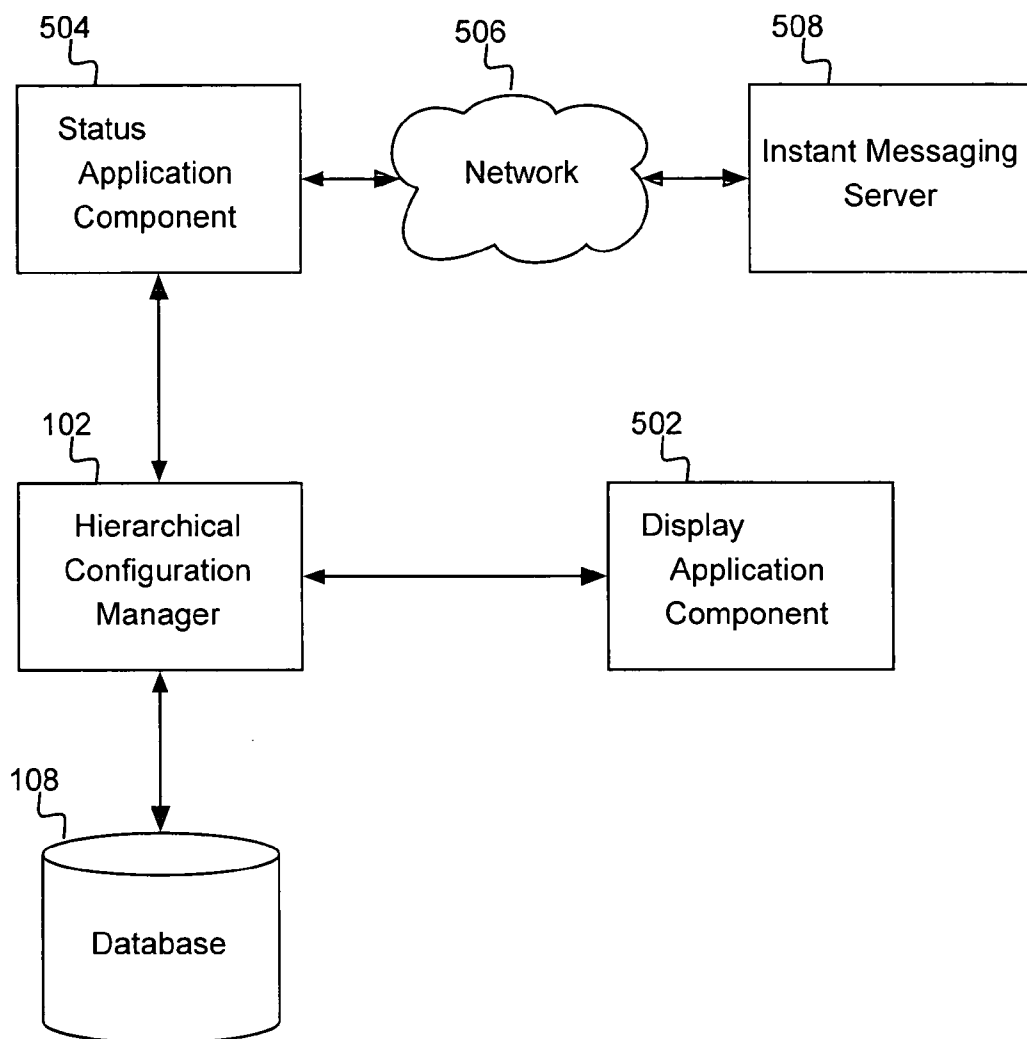 504
506
508
Status
Application
Component
Network
Instant Messaging
Server
102
502
Hierarchical
Configuration
Manager
Display
Application
Component
108
Database